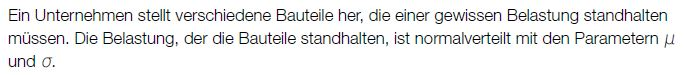 Ein Unternehmen stellt verschiedene Bauteile her, die einer gewissen Belastung standhalten
müssen. Die Belastung, der die Bauteile standhalten, ist normalverteilt mit den Parametern μ
und σ.